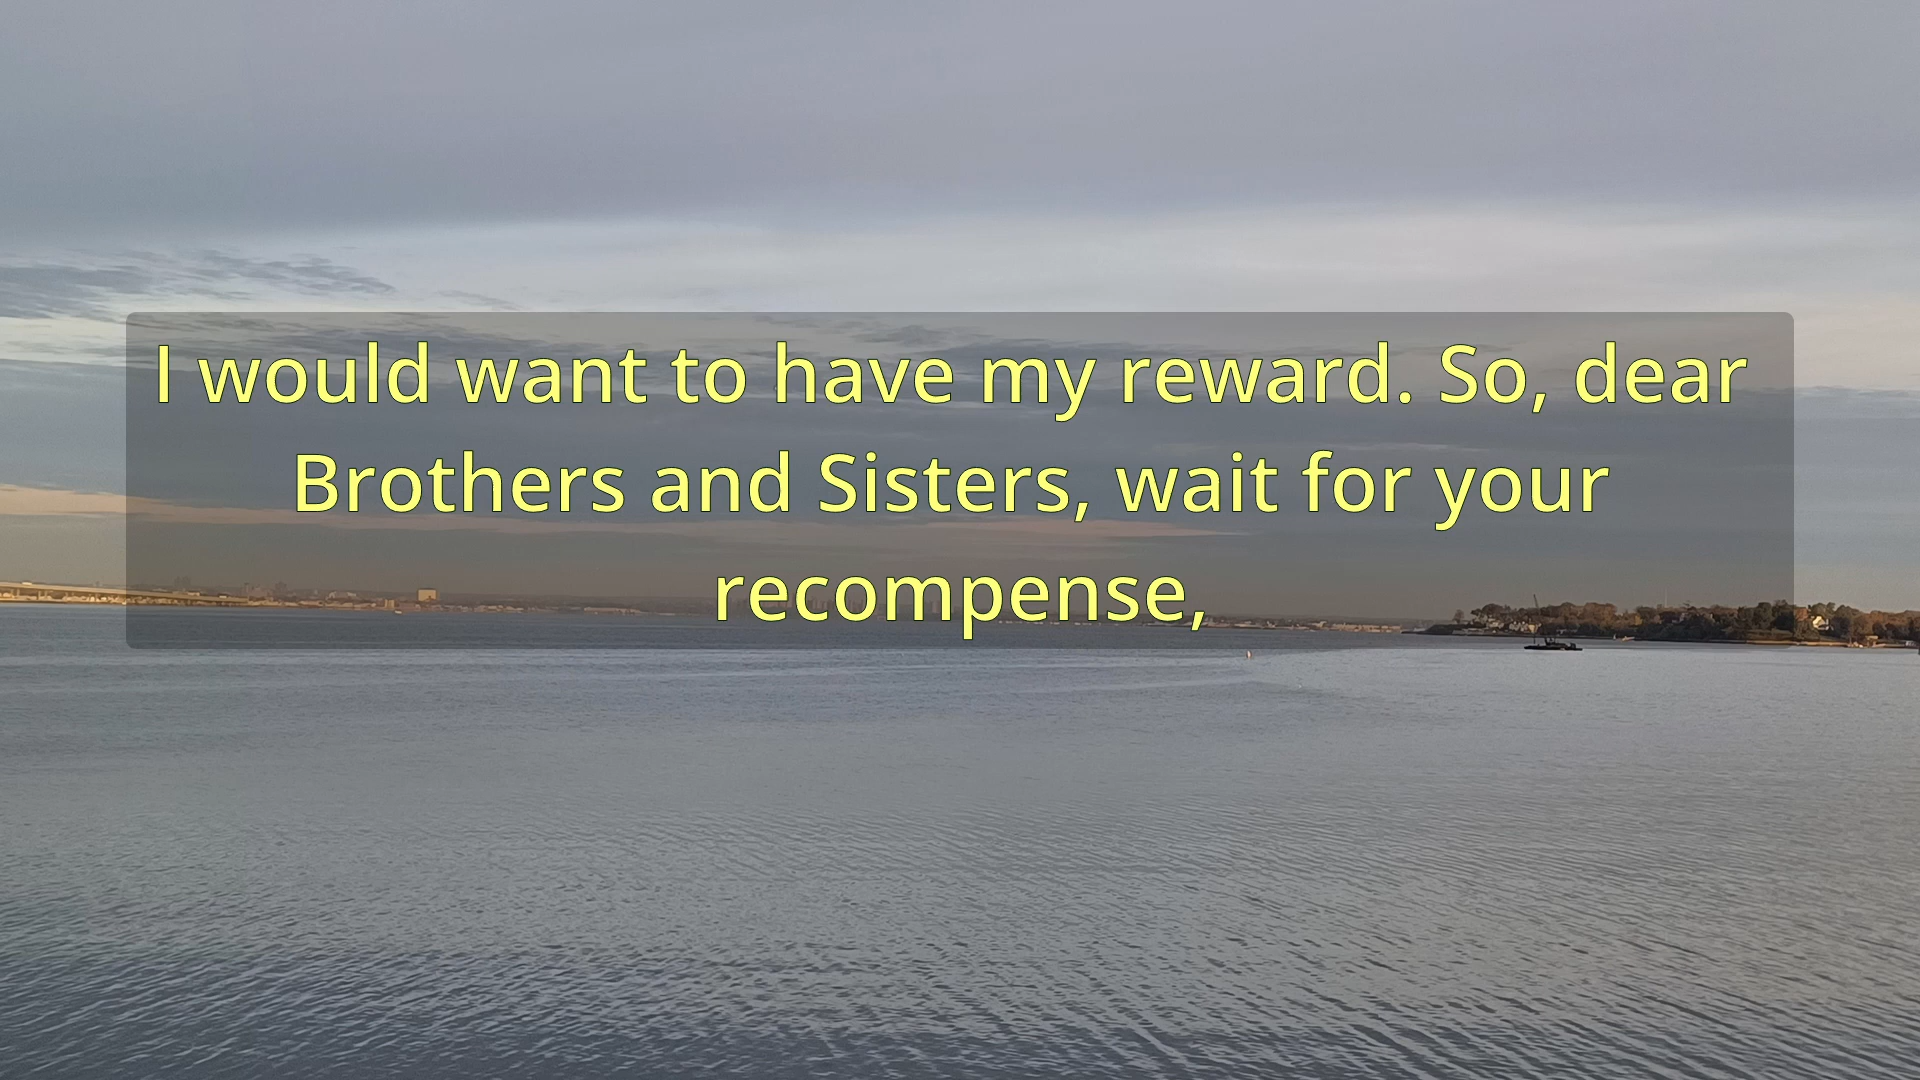 I would want to have my reward. So, dear
Brothers and Sisters, wait for your
recompense,